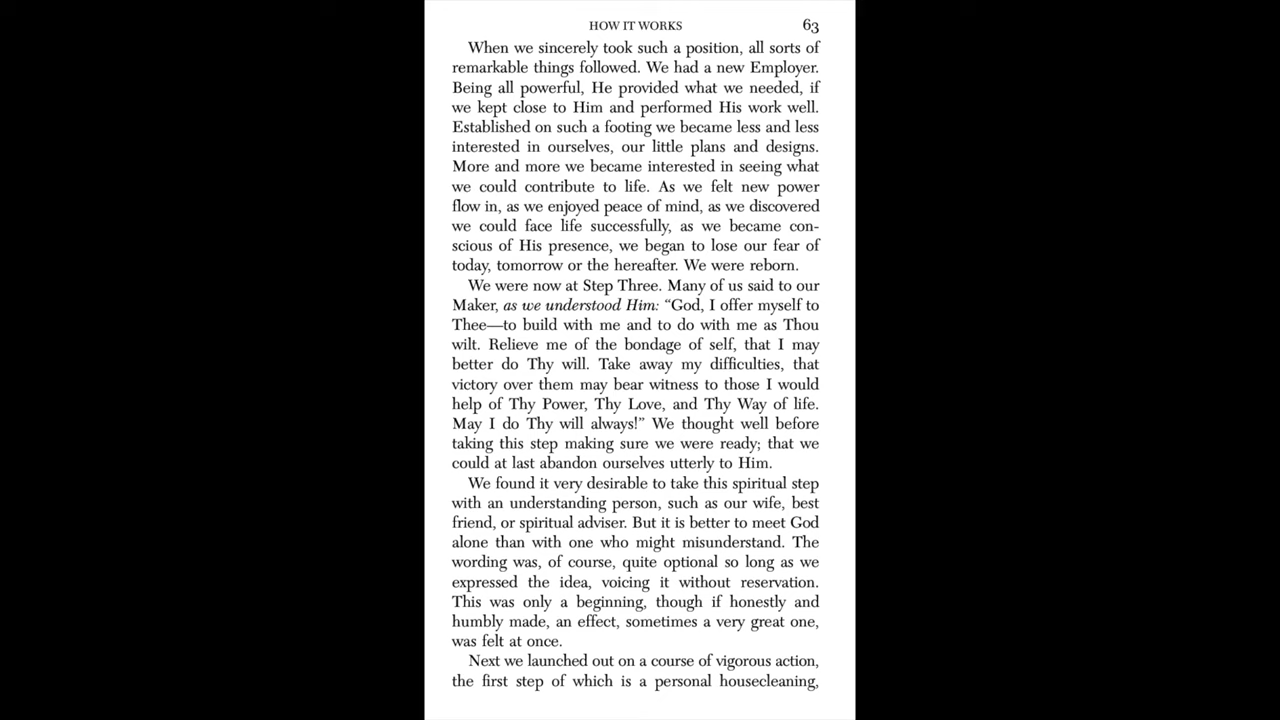 HOW IT WORKS 63
When we sincerely took such a position, all sorts of
remarkable things followed. We had a new Employer.
Being all powerful, He provided what we needed, if
we kept close to Him and performed His work well.
Established on such a footing we became less and less
interested in ourselves, our little plans and designs.
More and more we became interested in seeing what
we could contribute to life. As we felt new power
flow in, as we enjoyed peace of mind, as we discovered
we could face life successfully, as we became con-
scious of His presence, we began to lose our fear of
today, tomorrow or the hereafter. We were reborn.
We were now at Step Three. Many of us said to our
Maker, as we understood Him: “God, I offer myself to
Thee—to build with me and to do with me as Thou
wilt. Relieve me of the bondage of self, that I may
better do Thy will. Take away my difficulties, that
victory over them may bear witness to those I would
help of Thy Power, Thy Love, and Thy Way of life.
May I do Thy will always!” We thought well before
taking this step making sure we were ready; that we
could at last abandon ourselves utterly to Him.
We found it very desirable to take this spiritual step
with an understanding person, such as our wife, best
friend, or spiritual adviser. But it is better to meet God
alone than with one who might misunderstand. The
wording was, of course, quite optional so long as we
expressed the idea, voicing it without reservation.
This was only a beginning, though if honestly and
humbly made, an effect, sometimes a very great one,
was felt at once.
Next we launched out on a course of vigorous action,
the first step of which is a personal housecleaning,